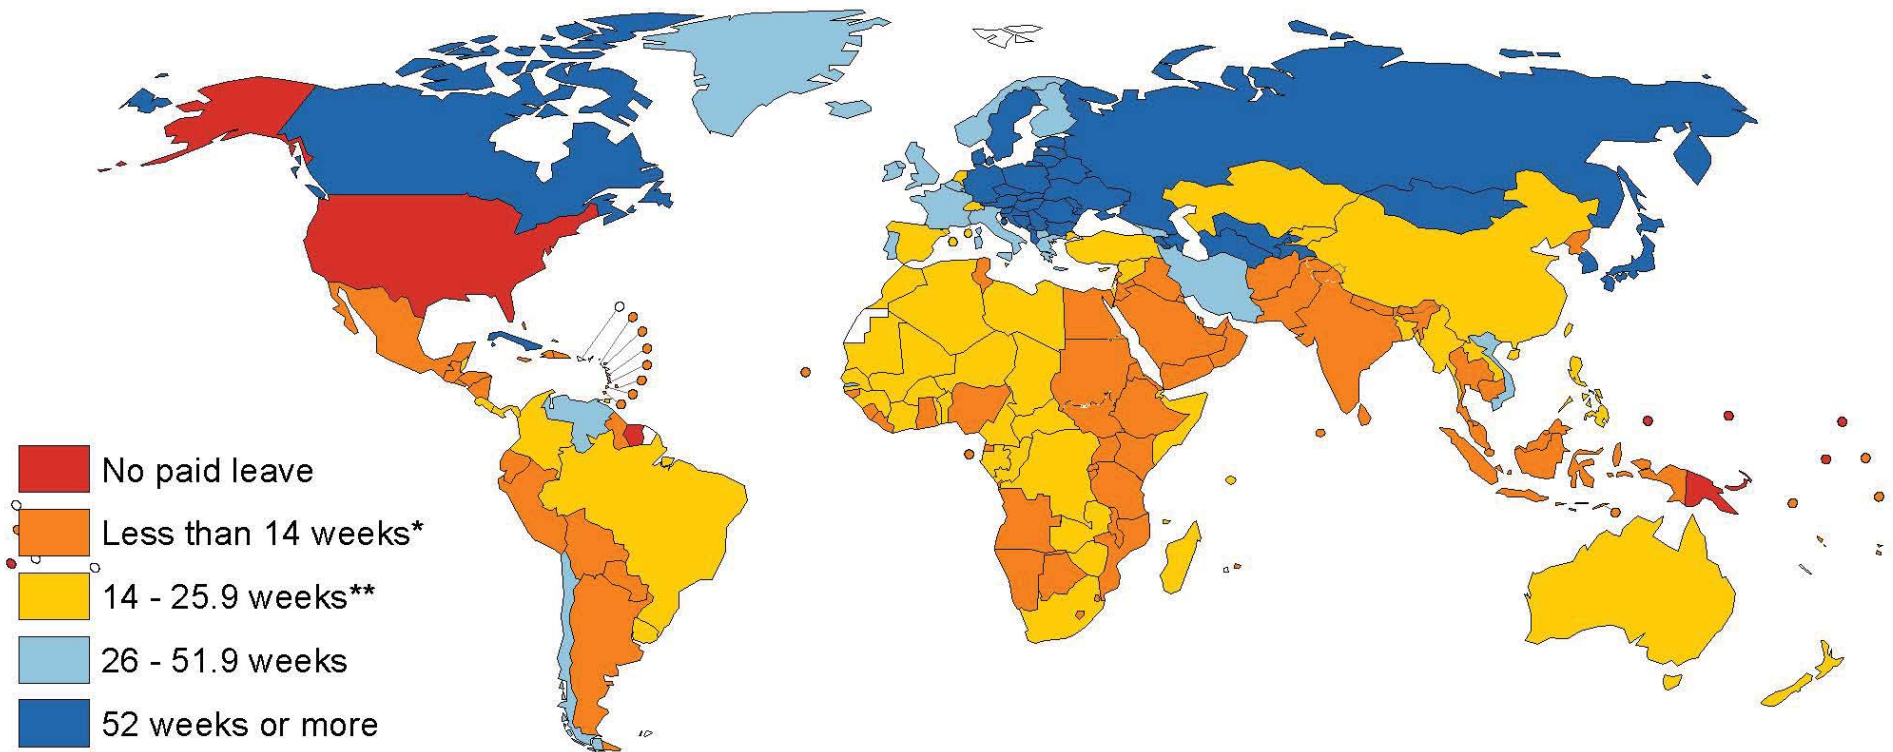 No paid leave
Less than 14 weeks*
14 - 25.9 weeks**
26 - 51.9 weeks
52 weeks or more